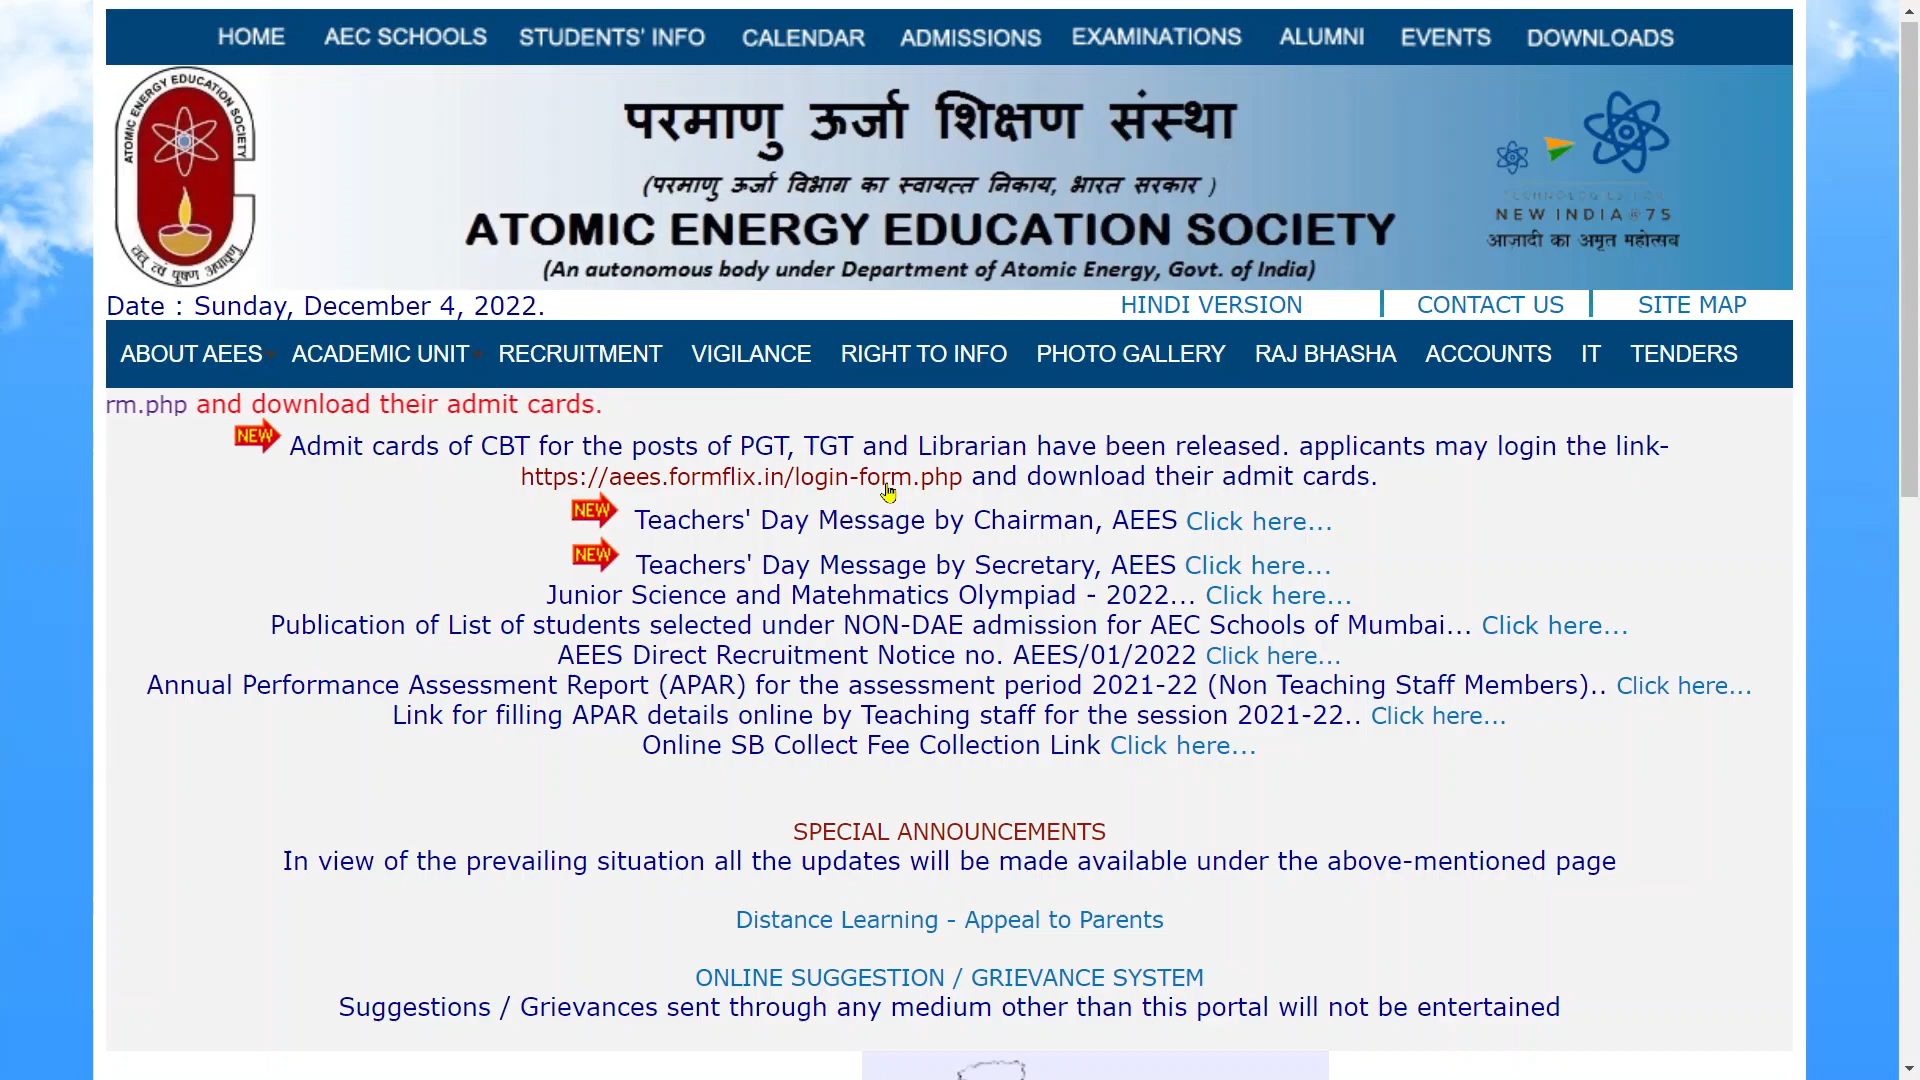 HOME AEC SCHOOLS STUDENTS' INFO CALENDAR ADMISSIONS EXAMINATIONS ALUMNI EVENTS DOWNLOADS
ATOMIC ENERGY EDUCATION SOCIETY
परमाणु ऊर्जा शिक्षण संस्था
(परमाणु ऊर्जा विभाग का स्वायत्त निकाय, भारत सरकार )
ATOMIC ENERGY EDUCATION SOCIETY
(An autonomous body under Department of Atomic Energy, Govt. of India)
TECHNOLOGIES FOR
NEW INDIA@75
आज़ादी का अमृत महोत्सव
Date : Sunday, December 4, 2022.
HINDI VERSION CONTACT US SITE MAP
ABOUT AEES ACADEMIC UNIT RECRUITMENT VIGILANCE RIGHT TO INFO PHOTO GALLERY RAJ BHASHA ACCOUNTS IT TENDERS
rm.php and download their admit cards.
NEW Admit cards of CBT for the posts of PGT, TGT and Librarian have been released. applicants may login the link-
https://aees.formflix.in/login-form.php and download their admit cards.
NEW Teachers' Day Message by Chairman, AEES Click here...
NEW Teachers' Day Message by Secretary, AEES Click here...
Junior Science and Matehmatics Olympiad - 2022... Click here...
Publication of List of students selected under NON-DAE admission for AEC Schools of Mumbai... Click here...
AEES Direct Recruitment Notice no. AEES/01/2022 Click here...
Annual Performance Assessment Report (APAR) for the assessment period 2021-22 (Non Teaching Staff Members).. Click here...
Link for filling APAR details online by Teaching staff for the session 2021-22.. Click here...
Online SB Collect Fee Collection Link Click here...
SPECIAL ANNOUNCEMENTS
In view of the prevailing situation all the updates will be made available under the above-mentioned page
Distance Learning - Appeal to Parents
ONLINE SUGGESTION / GRIEVANCE SYSTEM
Suggestions / Grievances sent through any medium other than this portal will not be entertained